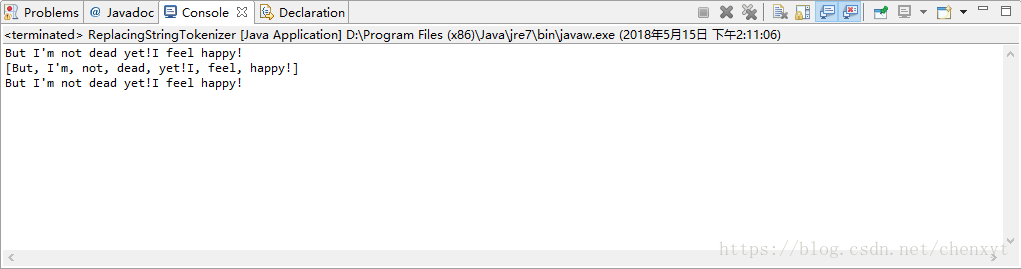 Problems @ Javadoc Console Declaration
<terminated> ReplacingStringTokenizer [Java Application] D:\Program Files (x86)\Java\jre7\bin\javaw.exe (2018年5月15日 下午2:11:06)
But I'm not dead yet!I feel happy!
[But, I'm, not, dead, yet!I, feel, happy!]
But I'm not dead yet!I feel happy!
https://blog.csdn.net/chenxyt